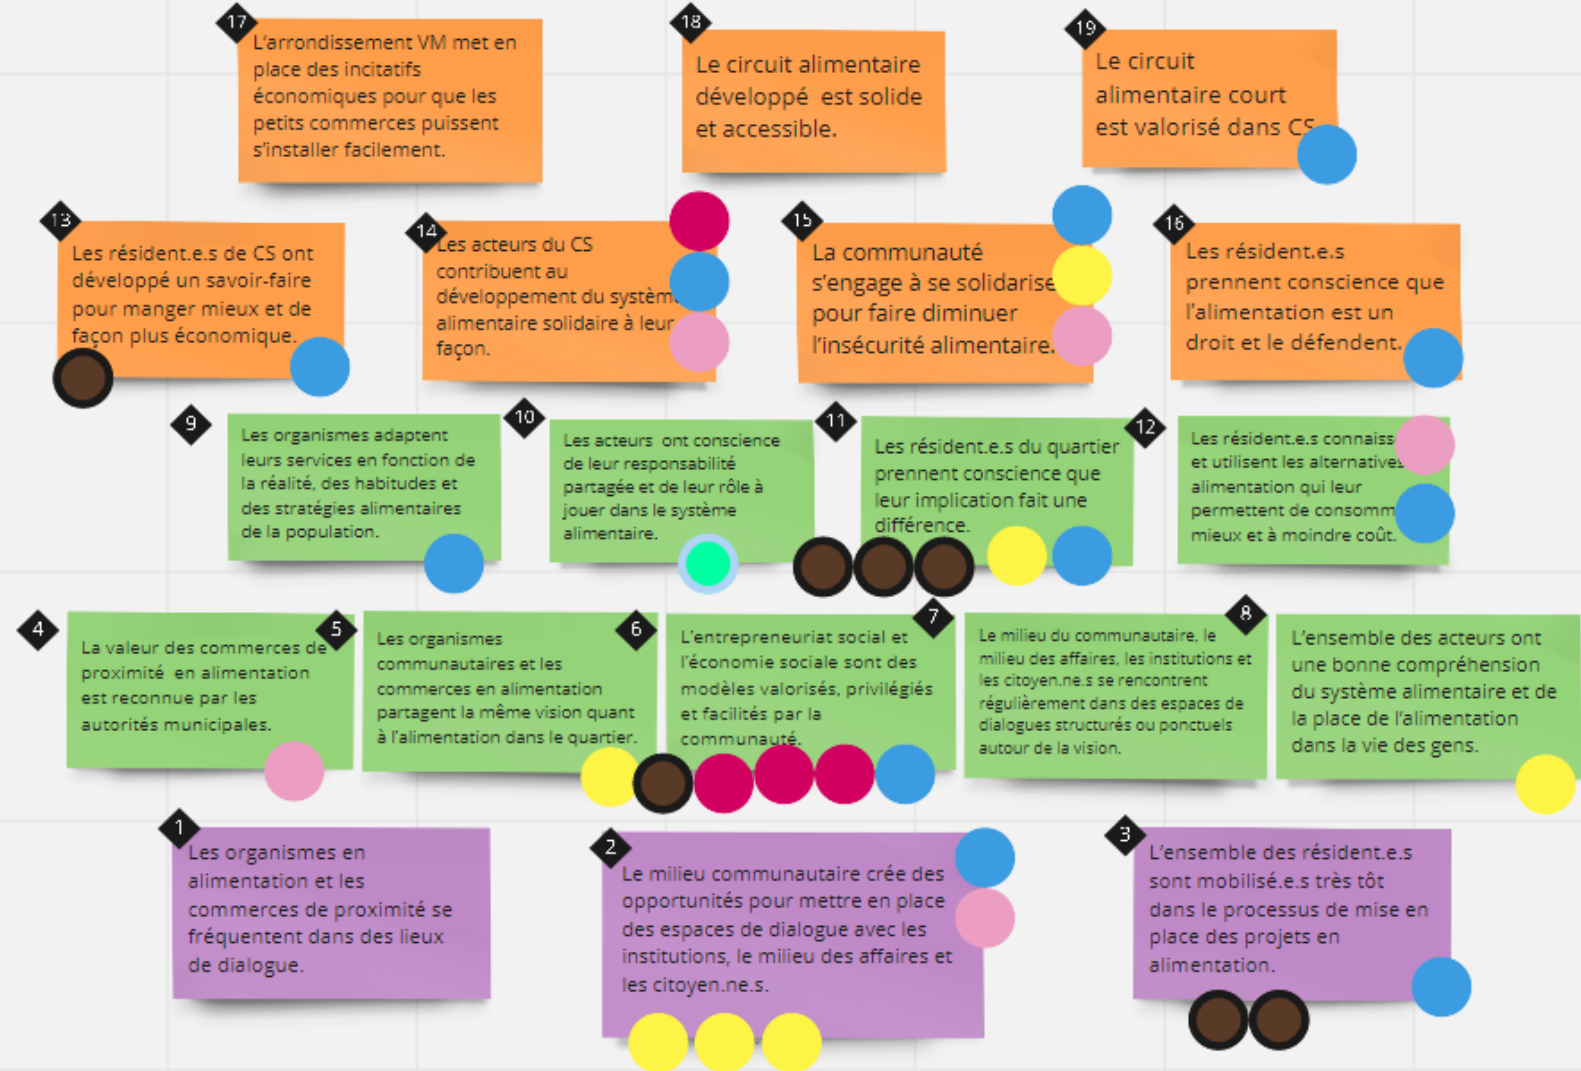 17
L'arrondissement VM met en
place des incitatifs
économiques pour que les
petits commerces puissent
s'installer facilement.
18
Le circuit alimentaire
développé est solide
et accessible.
19
Le circuit
alimentaire court
est valorisé dans CS
13
Les résident.e.s de CS ont
développé un savoir-faire
pour manger mieux et de
façon plus économique.
14
Les acteurs du CS
contribuent au
développement du système
alimentaire solidaire à leur
façon.
15
La communauté
s'engage à se solidarise
pour faire diminuer
l'insécurité alimentaire.
16
Les résident.e.s
prennent conscience que
l'alimentation est un
droit et le défendent.
9
Les organismes adaptent
leurs services en fonction de
la réalité, des habitudes et
des stratégies alimentaires
de la population.
10
Les acteurs ont conscience
de leur responsabilité
partagée et de leur rôle à
jouer dans le système
alimentaire.
11
Les résident.e.s du quartier
prennent conscience que
leur implication fait une
différence.
12
Les résident.e.s connaiss
et utilisent les alternatives
alimentation qui leur
permettent de consomm
mieux et à moindre coût.
4
La valeur des commerces de
proximité en alimentation
est reconnue par les
autorités municipales.
5
Les organismes
communautaires et les
commerces en alimentation
partagent la même vision quant
à l'alimentation dans le quartier.
6
L'entrepreneuriat social et
l'économie sociale sont des
modèles valorisés, privilégiés
et facilités par la
communauté.
7
Le milieu du communautaire, le
milieu des affaires, les institutions et
les citoyen.ne.s se rencontrent
régulièrement dans des espaces de
dialogues structurés ou ponctuels
autour de la vision.
8
L'ensemble des acteurs ont
une bonne compréhension
du système alimentaire et de
la place de l'alimentation
dans la vie des gens.
1
Les organismes en
alimentation et les
commerces de proximité se
fréquentent dans des lieux
de dialogue.
2
Le milieu communautaire crée des
opportunités pour mettre en place
des espaces de dialogue avec les
institutions, le milieu des affaires et
les citoyen.ne.s.
3
L'ensemble des résident.e.s
sont mobilisé.e.s très tôt
dans le processus de mise en
place des projets en
alimentation.